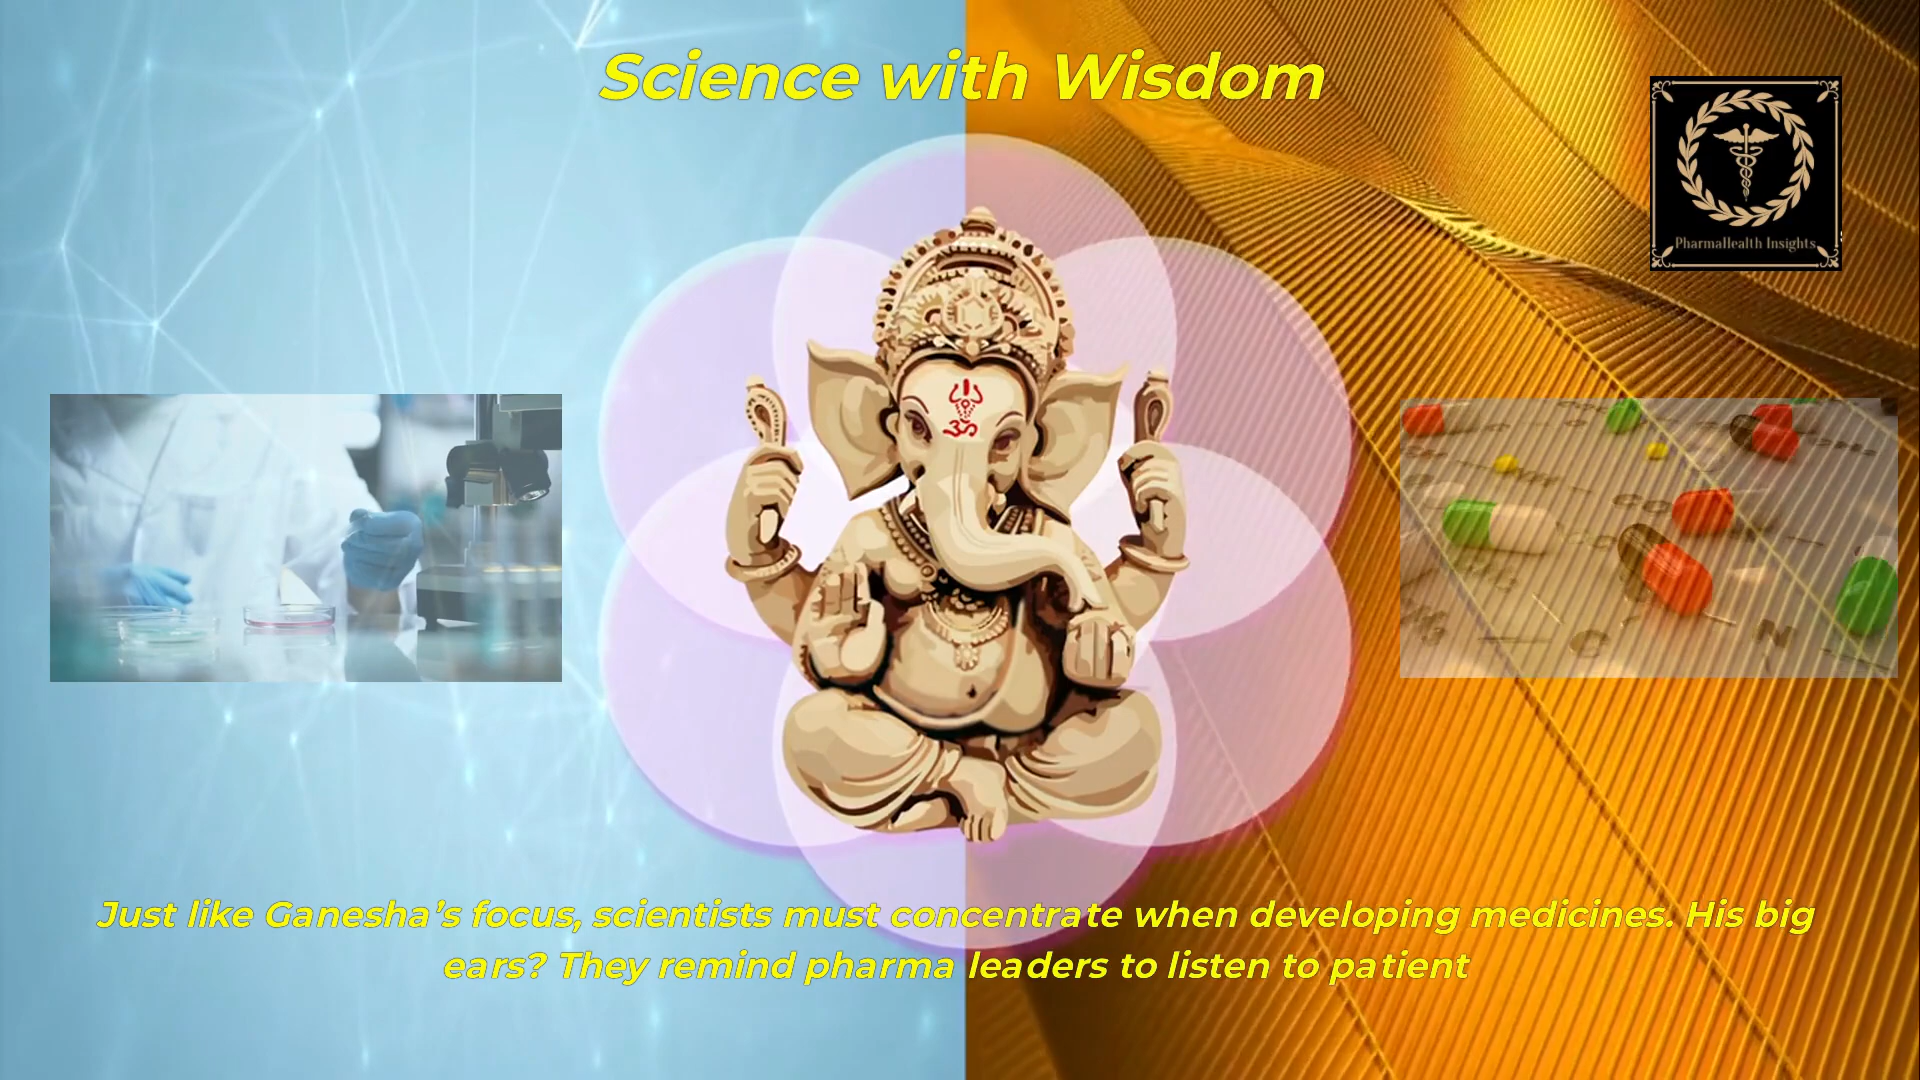 Science with Wisdom
PharmaHealth Insights
ॐ
Just like Ganesha’s focus, scientists must concentrate when developing medicines. His big
ears? They remind pharma leaders to listen to patient